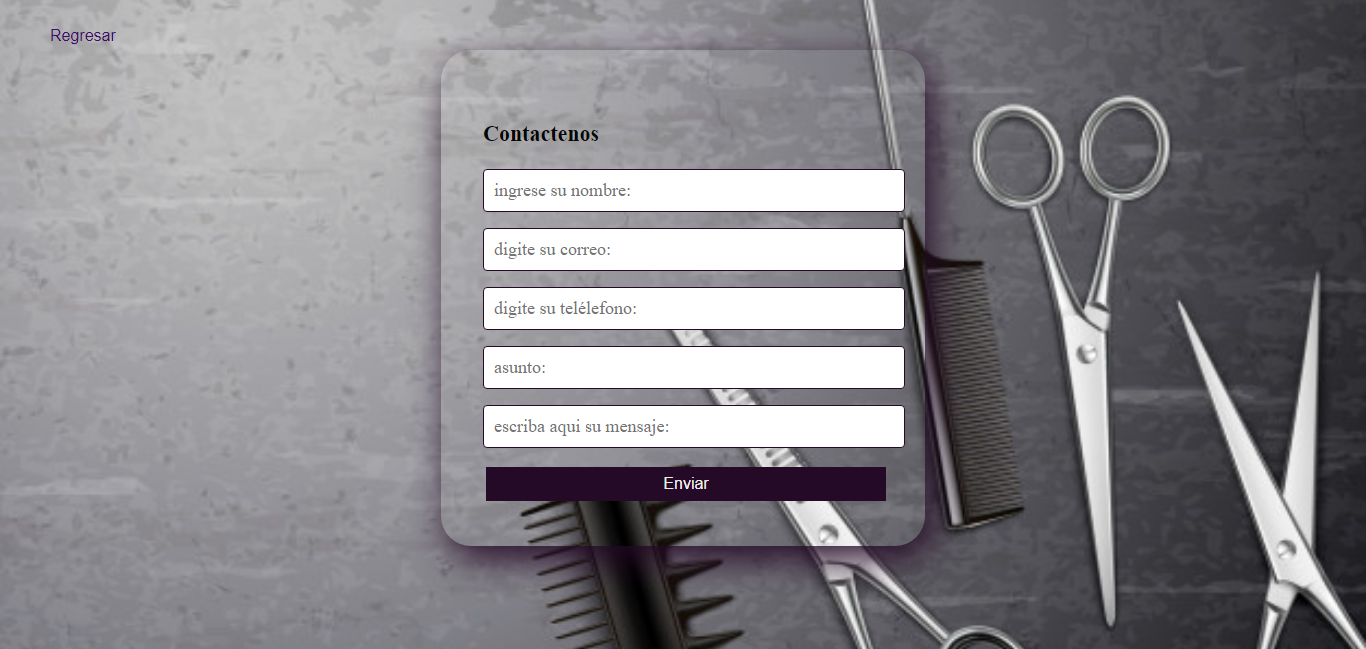 Regresar
Contactenos
ingrese su nombre:
digite su correo:
digite su telélefono:
asunto:
escriba aqui su mensaje:
Enviar